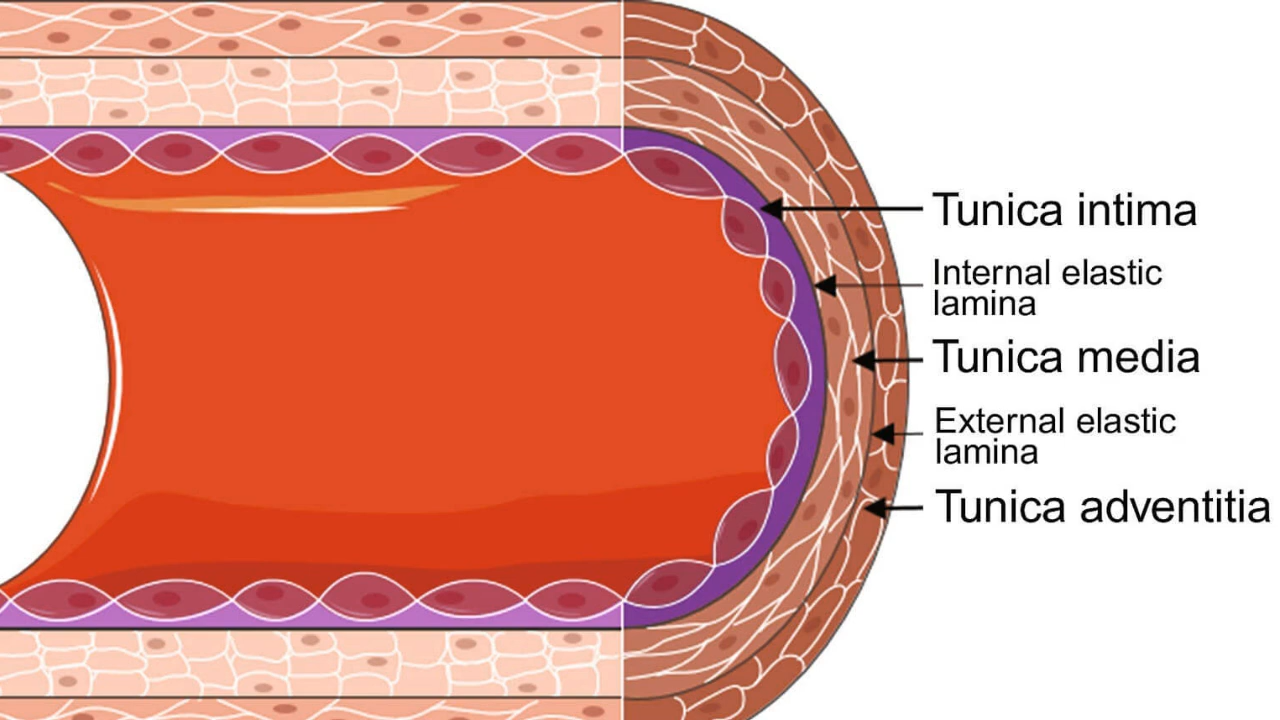 Tunica intima
Internal elastic
lamina
Tunica media
External elastic
lamina
Tunica adventitia